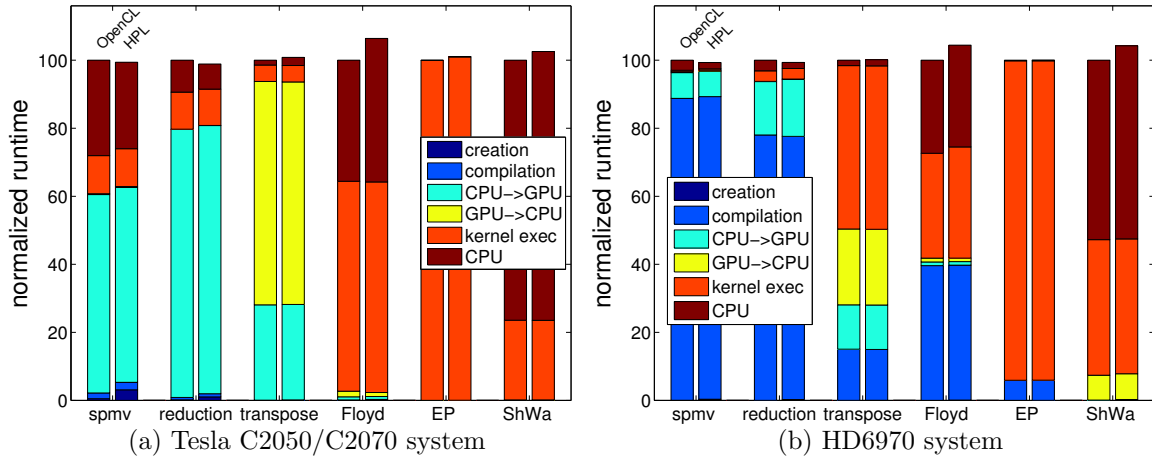 OpenCL
HPL
normalized runtime
100
80
60
40
20
0
creation
compilation
CPU->GPU
GPU->CPU
kernel exec
CPU
spmv reduction transpose Floyd EP ShWa
(a) Tesla C2050/C2070 system
OpenCL
HPL
normalized runtime
100
80
60
40
20
0
creation
compilation
CPU->GPU
GPU->CPU
kernel exec
CPU
spmv reduction transpose Floyd EP ShWa
(b) HD6970 system